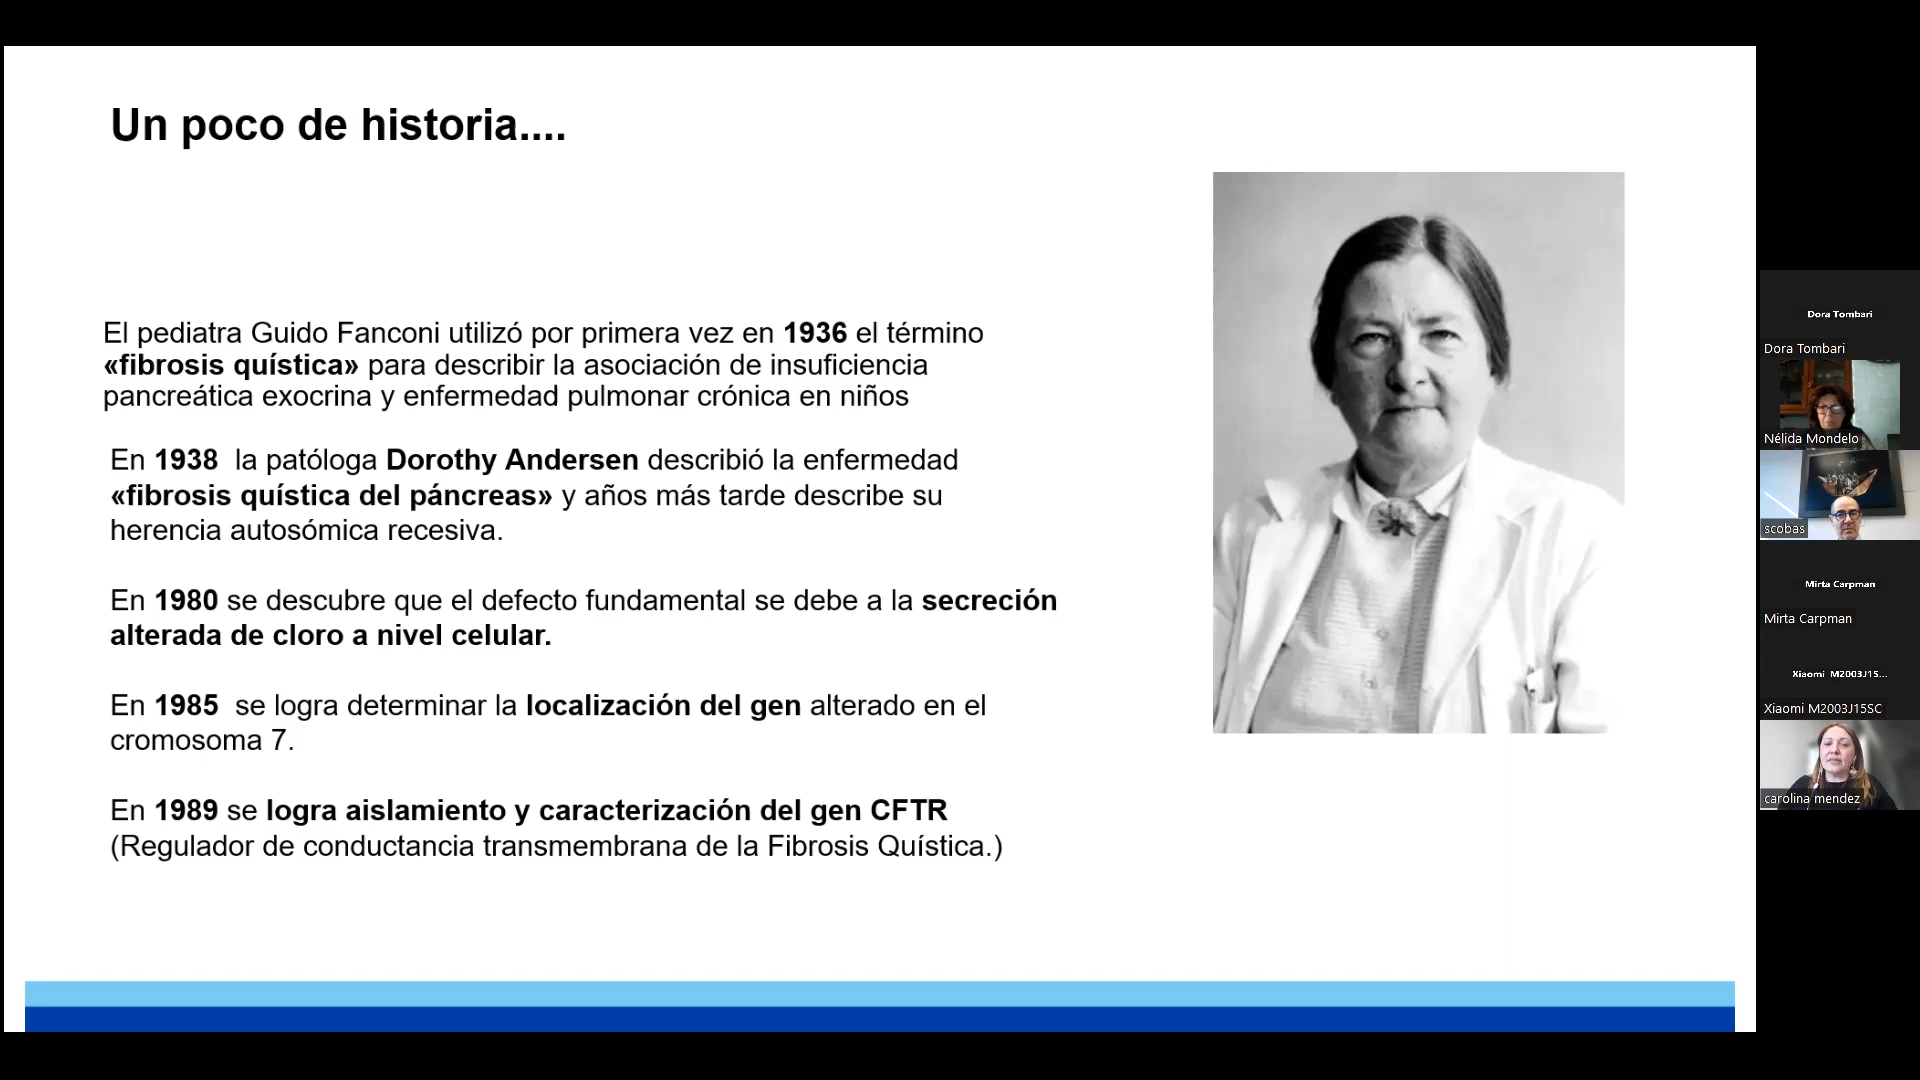 Un poco de historia....
El pediatra Guido Fanconi utilizó por primera vez en 1936 el término
«fibrosis quística» para describir la asociación de insuficiencia
pancreática exocrina y enfermedad pulmonar crónica en niños
En 1938 la patóloga Dorothy Andersen describió la enfermedad
«fibrosis quística del páncreas» y años más tarde describe su
herencia autosómica recesiva.
En 1980 se descubre que el defecto fundamental se debe a la secreción
alterada de cloro a nivel celular.
En 1985 se logra determinar la localización del gen alterado en el
cromosoma 7.
En 1989 se logra aislamiento y caracterización del gen CFTR
(Regulador de conductancia transmembrana de la Fibrosis Quística.)
Dora Tombari
Dora Tombari
Nélida Mondelo
scobas
Mirta Carpman
Mirta Carpman
Xiaomi M2003J15...
Xiaomi M2003J15SC
carolina mendez